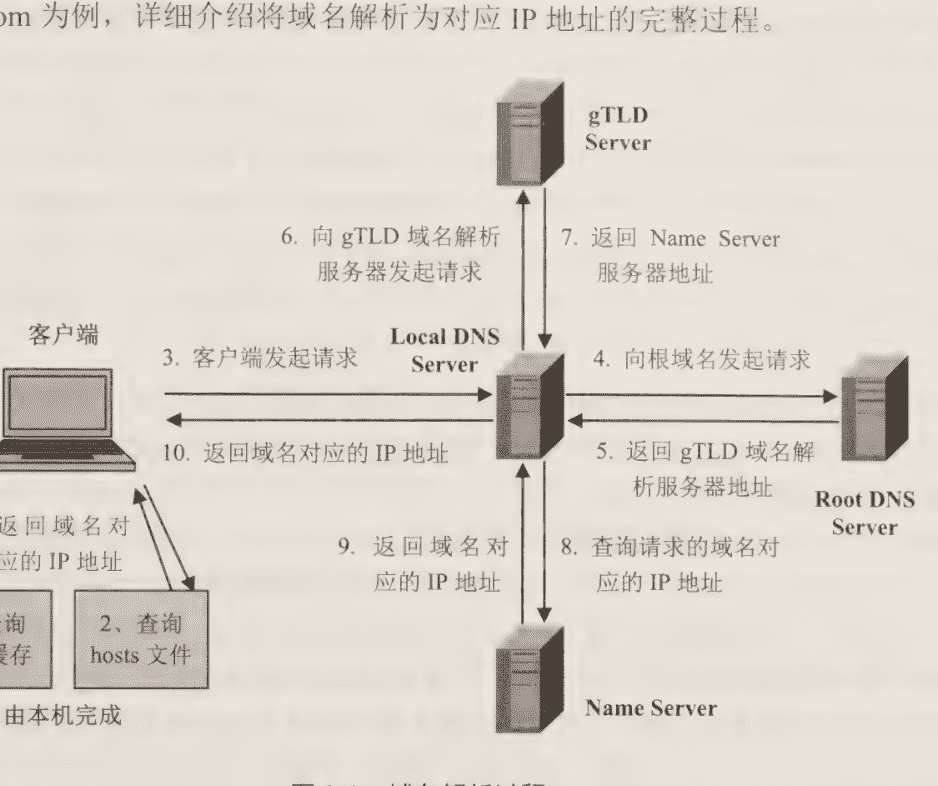 om 为例，详细介绍将域名解析为对应 IP 地址的完整过程。
gTLD
Server
6. 向 gTLD 域名解析
服务器发起请求
7. 返回 Name Server
服务器地址
客户端
Local DNS
Server
3. 客户端发起请求
4. 向根域名发起请求
10. 返回域名对应的 IP 地址
5. 返回 gTLD 域名解
析服务器地址
Root DNS
Server
返回域名对
应的 IP 地址
9. 返回域名对
应的 IP 地址
8. 查询请求的域名对
应的 IP 地址
询
缓存
2、查询
hosts 文件
由本机完成
Name Server